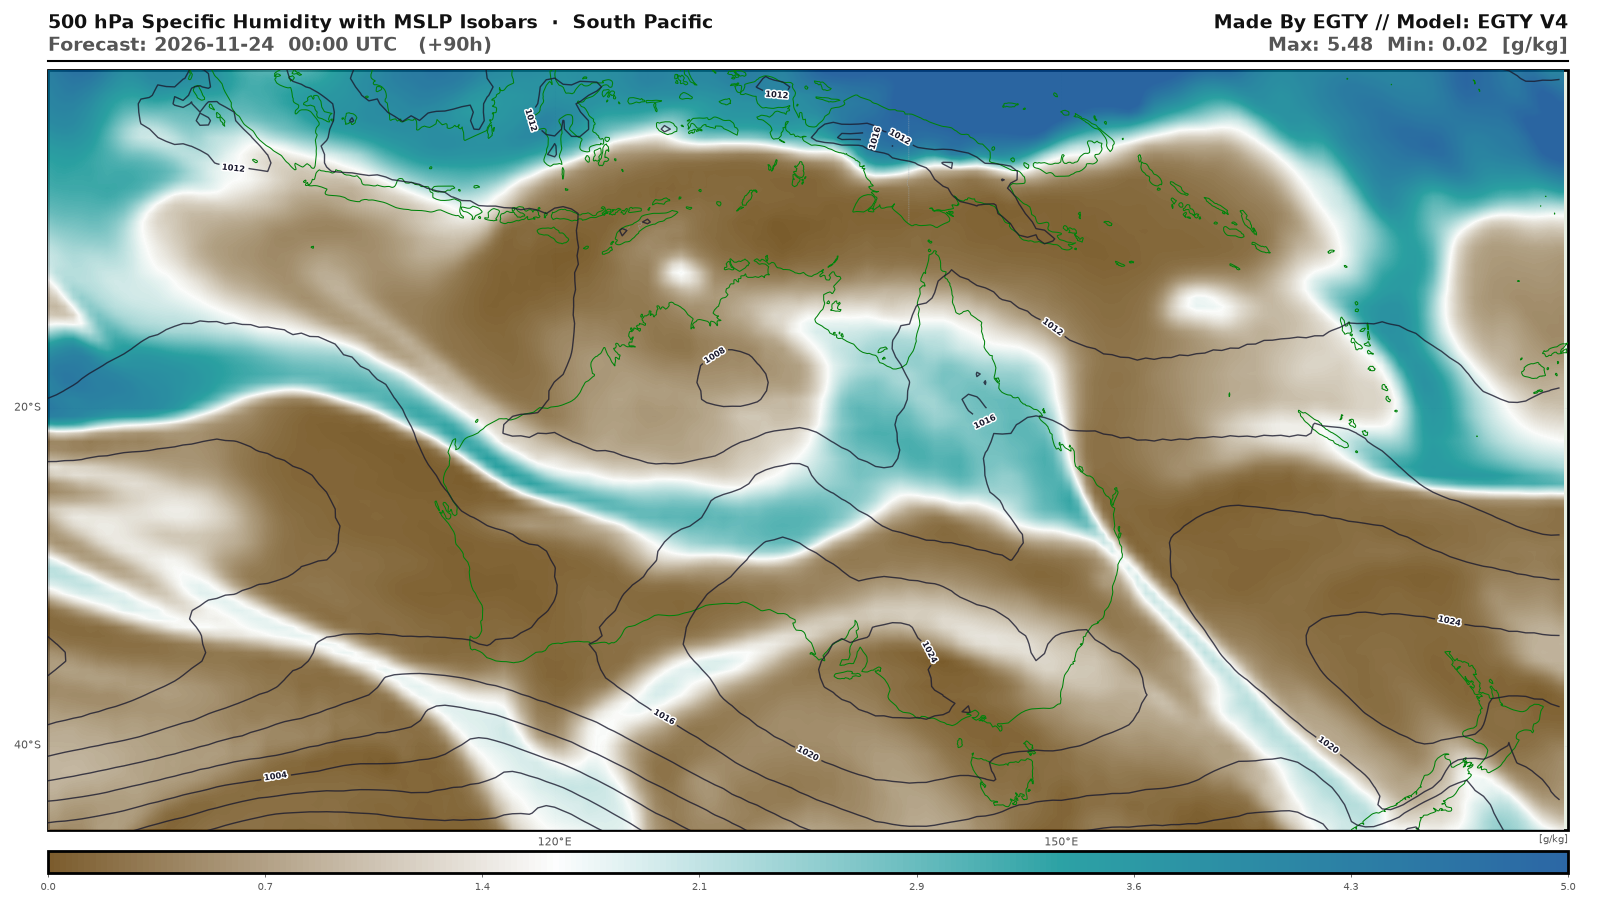 500 hPa Specific Humidity with MSLP Isobars · South Pacific
Made By EGTY // Model: EGTY V4
Forecast: 2026-11-24 00:00 UTC (+90h)
Max: 5.48 Min: 0.02 [g/kg]
1012
1012
1016
1012
1012
1012
1008
20°S
1016
1024
1024
1016
1020
1020
40°S
1004
120°E
150°E
[g/kg]
0.0
0.7
1.4
2.1
2.9
3.6
4.3
5.0